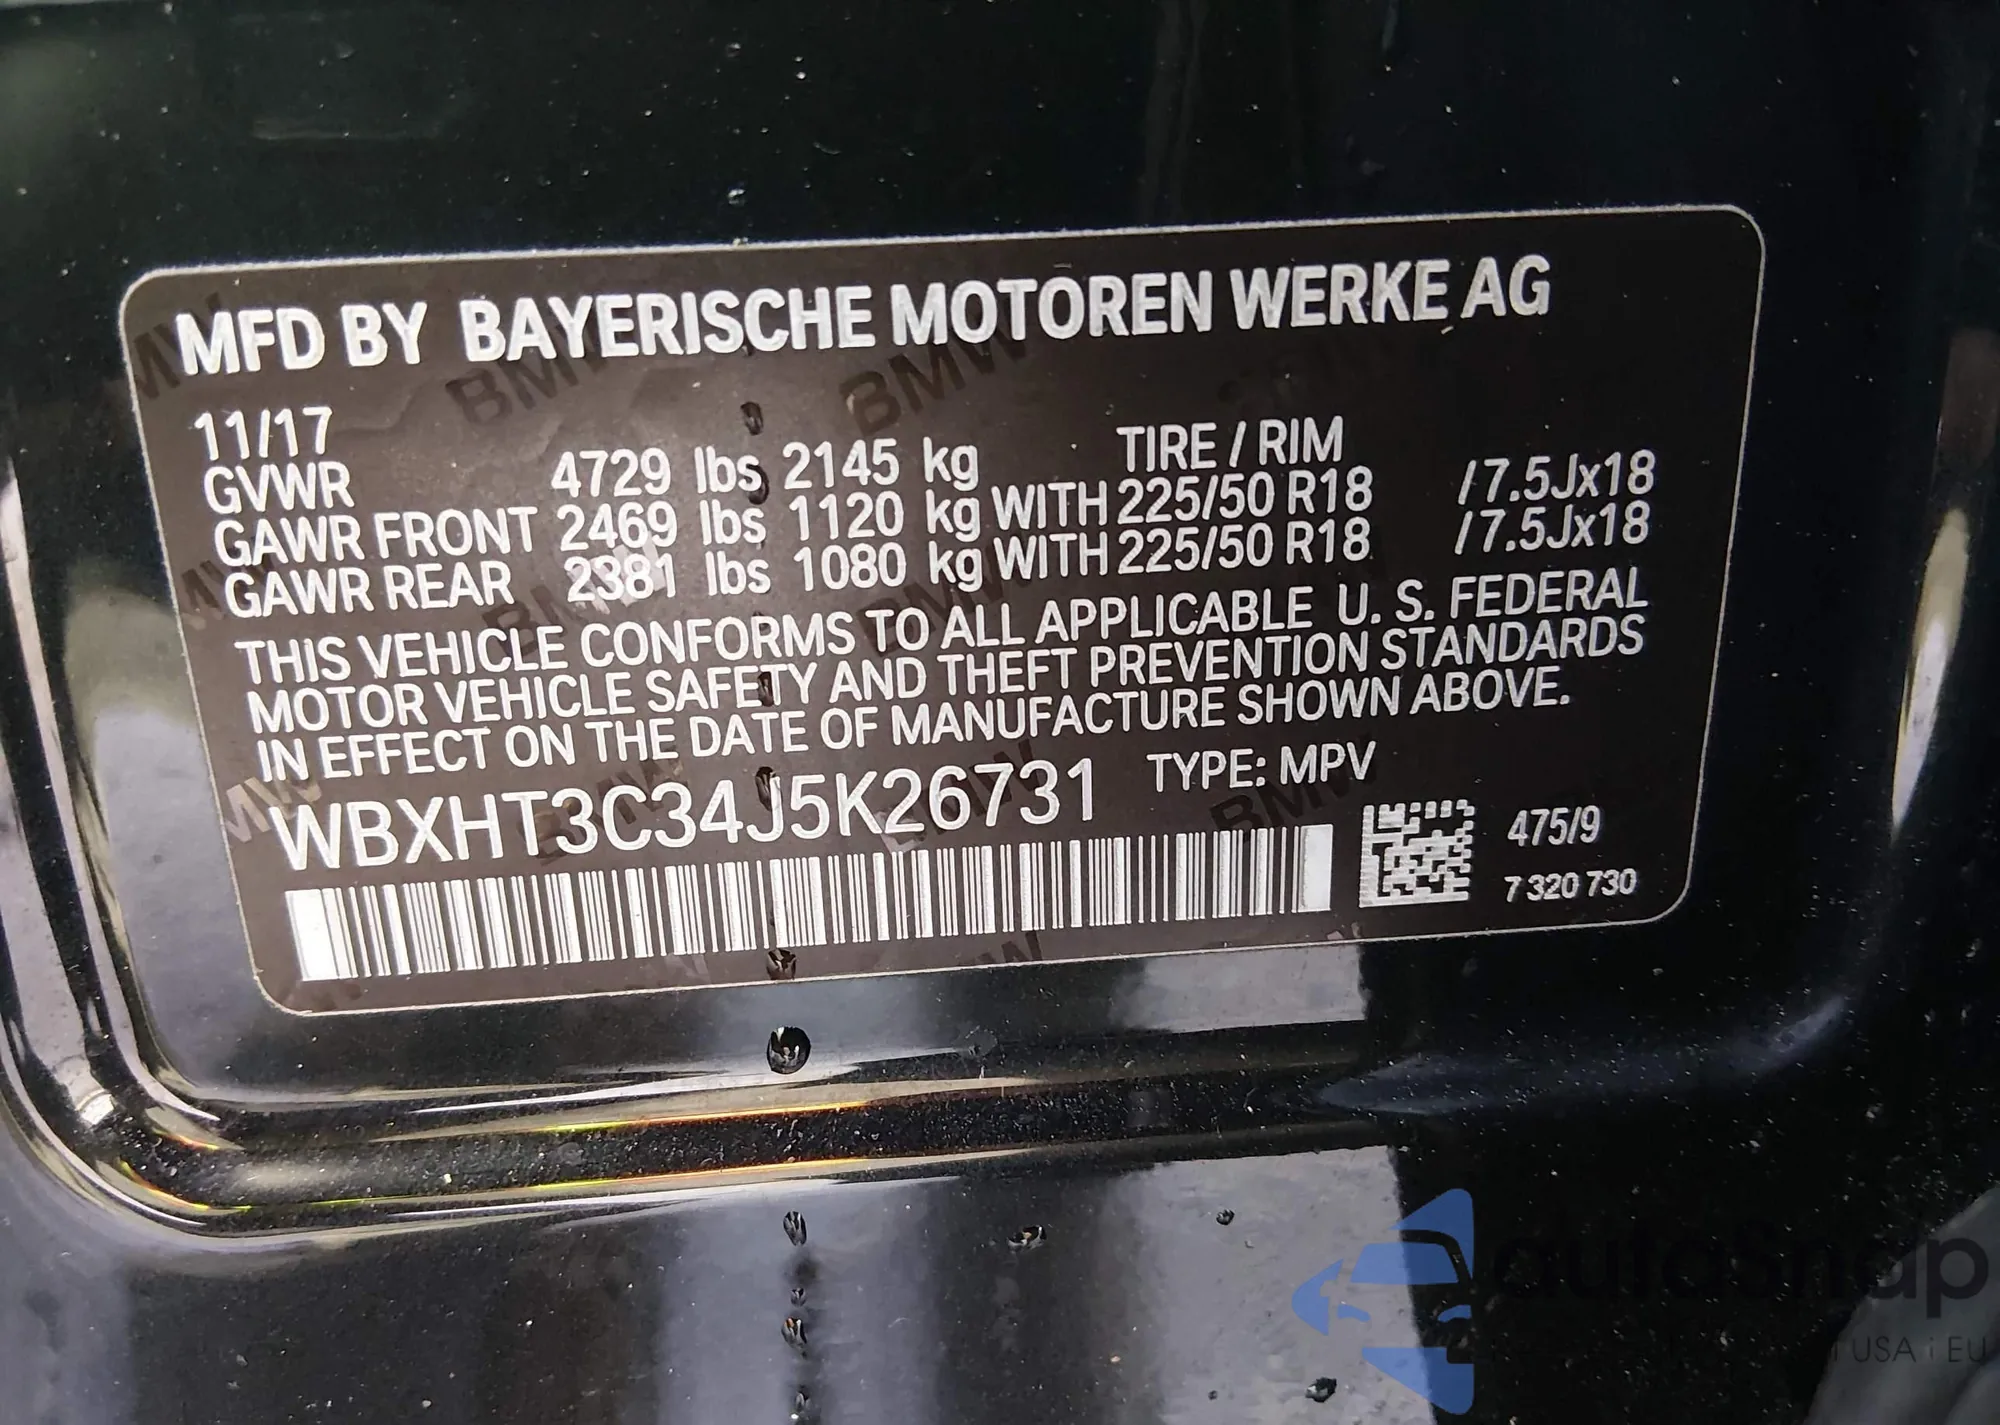 MFD BY BAYERISCHE MOTOREN WERKE AG
11/17 TIRE / RIM
GVWR 4729 lbs 2145 kg
GAWR FRONT 2469 lbs 1120 kg WITH 225/50 R18 /7.5Jx18
GAWR REAR 2381 lbs 1080 kg WITH 225/50 R18 /7.5Jx18
THIS VEHICLE CONFORMS TO ALL APPLICABLE U. S. FEDERAL
MOTOR VEHICLE SAFETY AND THEFT PREVENTION STANDARDS
IN EFFECT ON THE DATE OF MANUFACTURE SHOWN ABOVE.
WBXHT3C34J5K26731 TYPE: MPV
475/9
7 320 730
autosnap
USA i EU